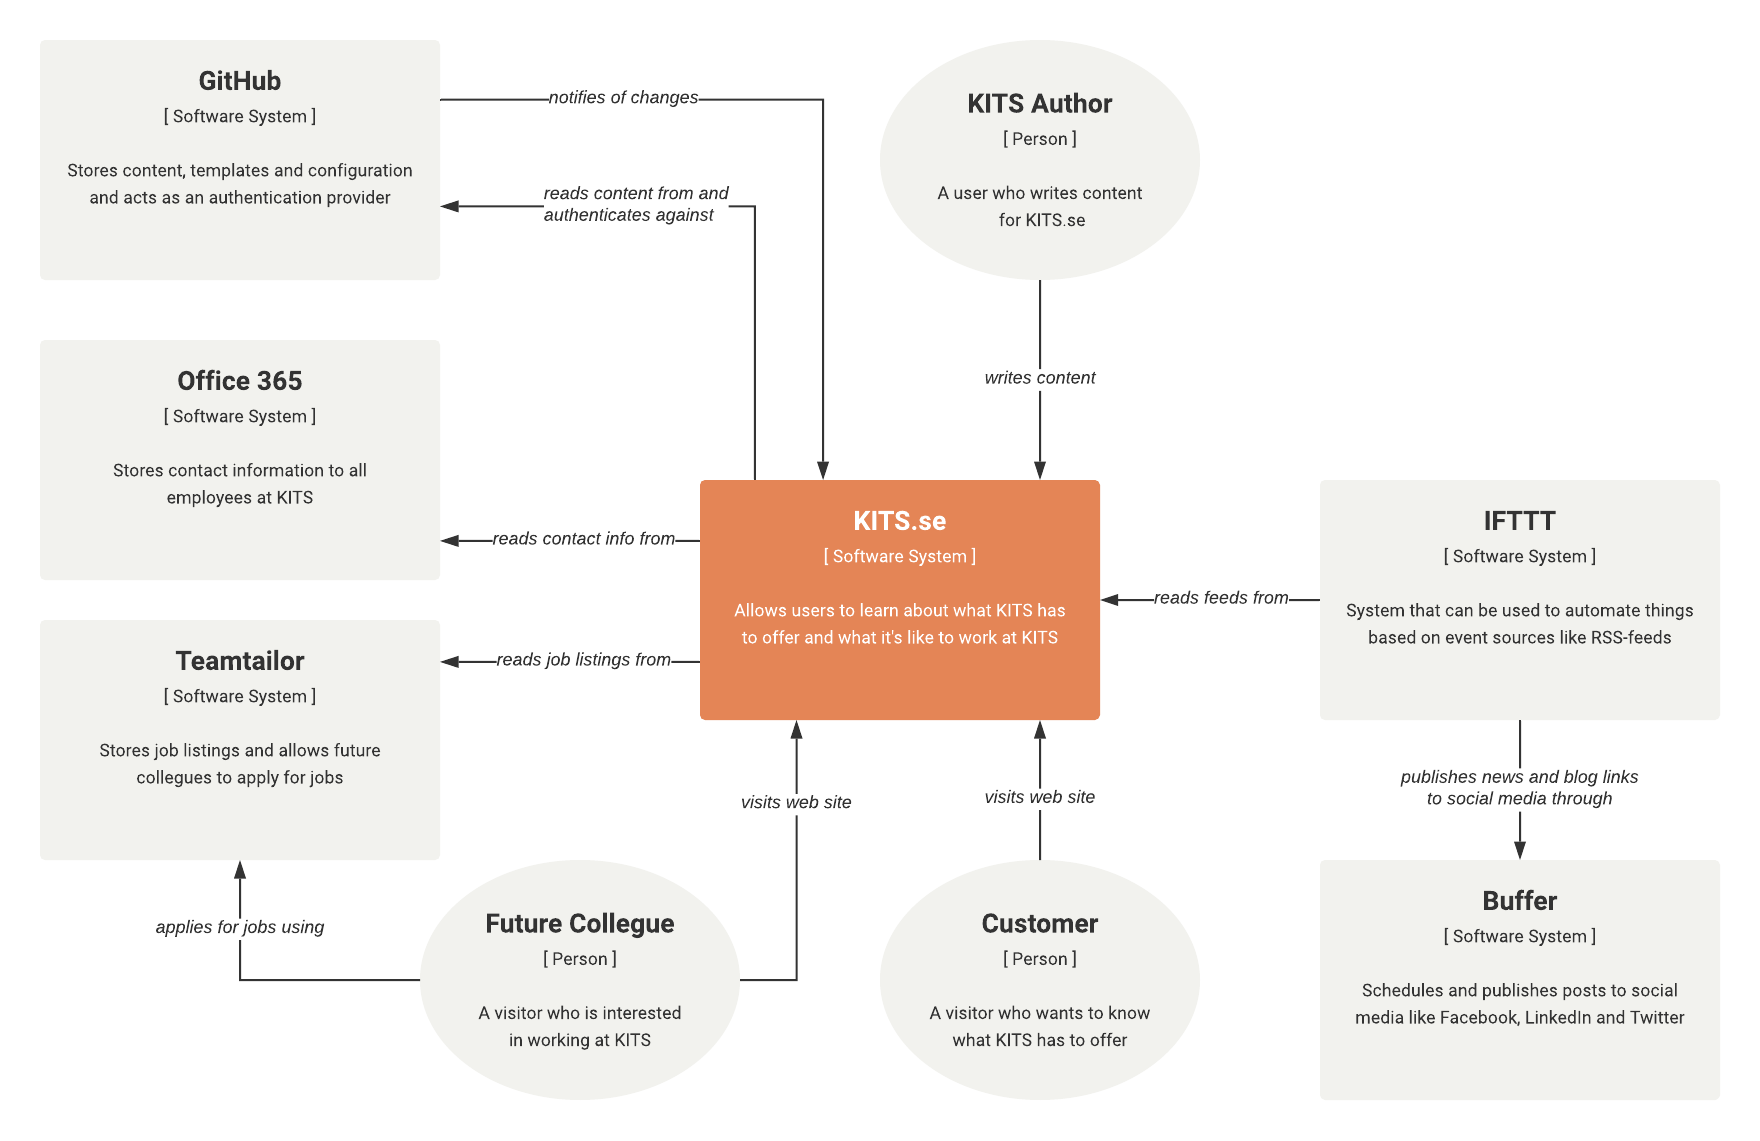 GitHub
[ Software System ]
Stores content, templates and configuration
and acts as an authentication provider
notifies of changes
reads content from and
authenticates against
KITS Author
[ Person ]
A user who writes content
for KITS.se
writes content
Office 365
[ Software System ]
Stores contact information to all
employees at KITS
reads contact info from
KITS.se
[ Software System ]
Allows users to learn about what KITS has
to offer and what it's like to work at KITS
reads feeds from
IFTTT
[ Software System ]
System that can be used to automate things
based on event sources like RSS-feeds
Teamtailor
[ Software System ]
Stores job listings and allows future
collegues to apply for jobs
reads job listings from
visits web site
visits web site
publishes news and blog links
to social media through
applies for jobs using
Future Collegue
[ Person ]
A visitor who is interested
in working at KITS
Customer
[ Person ]
A visitor who wants to know
what KITS has to offer
Buffer
[ Software System ]
Schedules and publishes posts to social
media like Facebook, LinkedIn and Twitter